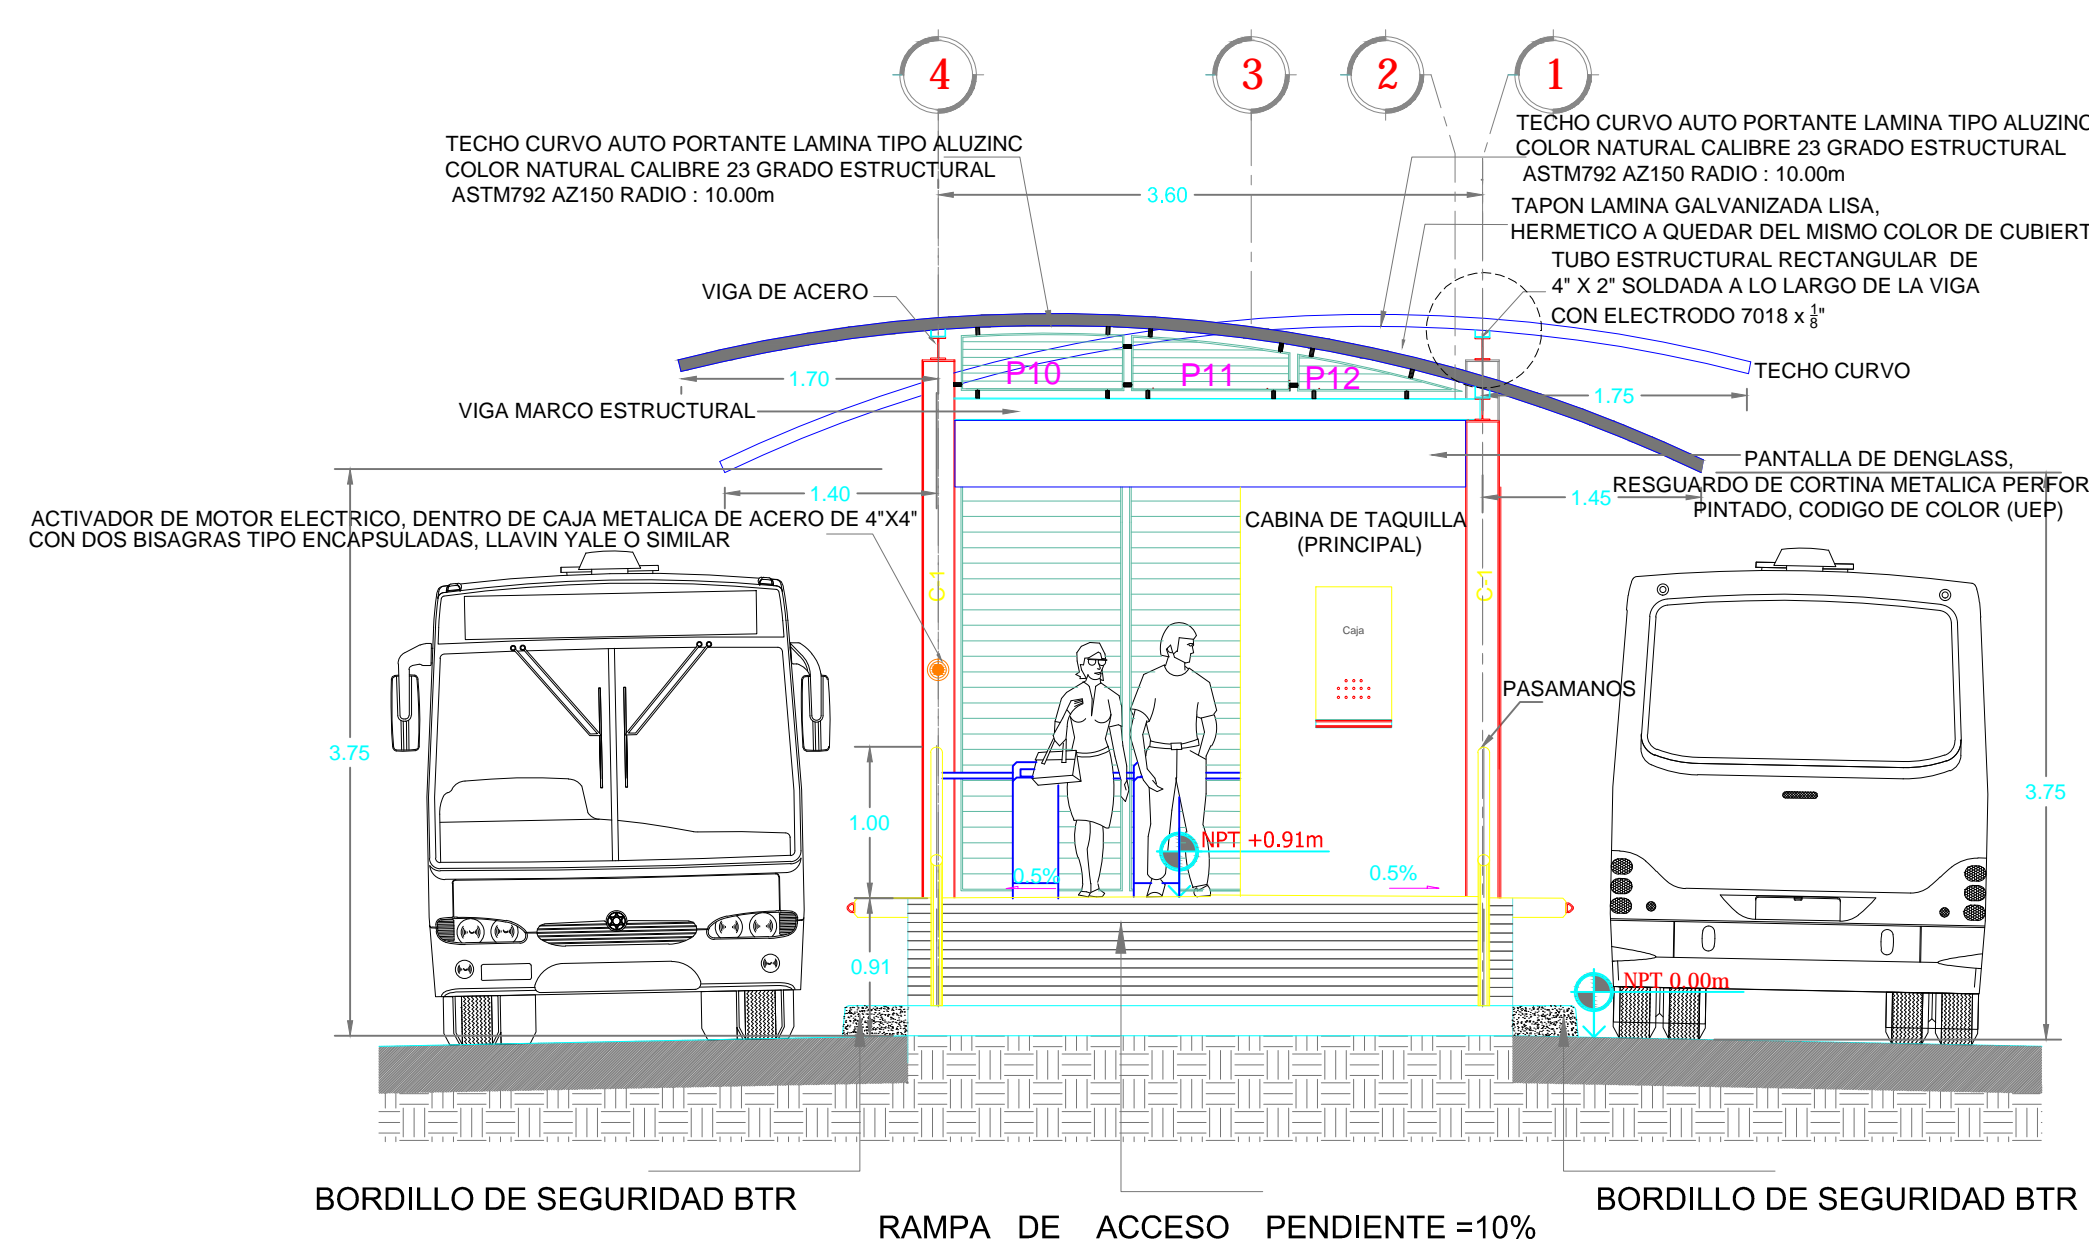 4
3
2
1
TECHO CURVO AUTO PORTANTE LAMINA TIPO ALUZINC
COLOR NATURAL CALIBRE 23 GRADO ESTRUCTURAL
ASTM792 AZ150 RADIO : 10.00m
TECHO CURVO AUTO PORTANTE LAMINA TIPO ALUZINC
COLOR NATURAL CALIBRE 23 GRADO ESTRUCTURAL
ASTM792 AZ150 RADIO : 10.00m
3.60
TAPON LAMINA GALVANIZADA LISA,
HERMETICO A QUEDAR DEL MISMO COLOR DE CUBIERT
TUBO ESTRUCTURAL RECTANGULAR DE
4" X 2" SOLDADA A LO LARGO DE LA VIGA
CON ELECTRODO 7018 x 1/8"
VIGA DE ACERO
P10
P11
P12
1.70
TECHO CURVO
1.75
VIGA MARCO ESTRUCTURAL
PANTALLA DE DENGLASS,
RESGUARDO DE CORTINA METALICA PERFOR
PINTADO, CODIGO DE COLOR (UEP)
1.40
1.45
ACTIVADOR DE MOTOR ELECTRICO, DENTRO DE CAJA METALICA DE ACERO DE 4"X4"
CON DOS BISAGRAS TIPO ENCAPSULADAS, LLAVIN YALE O SIMILAR
CABINA DE TAQUILLA
(PRINCIPAL)
C-1
C-1
Caja
PASAMANOS
3.75
3.75
1.00
NPT +0.91m
0.5%
0.5%
0.91
NPT 0.00m
BORDILLO DE SEGURIDAD BTR
BORDILLO DE SEGURIDAD BTR
RAMPA DE ACCESO PENDIENTE =10%